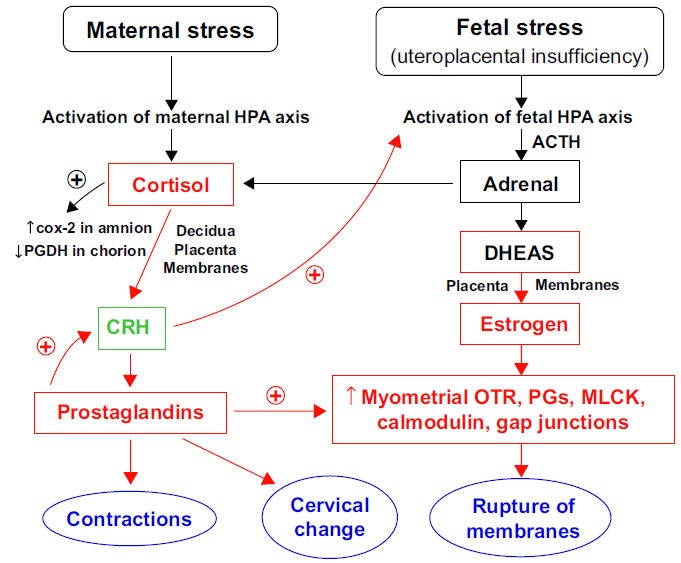 Maternal stress
Fetal stress
(uteroplacental insufficiency)
Activation of maternal HPA axis
Activation of fetal HPA axis
ACTH
+
Cortisol
Adrenal
↑cox-2 in amnion
↓PGDH in chorion
Decidua
Placenta
Membranes
DHEAS
+
Placenta
Membranes
CRH
Estrogen
+
Prostaglandins
+
↑ Myometrial OTR, PGs, MLCK,
calmodulin, gap junctions
Contractions
Cervical
change
Rupture of
membranes